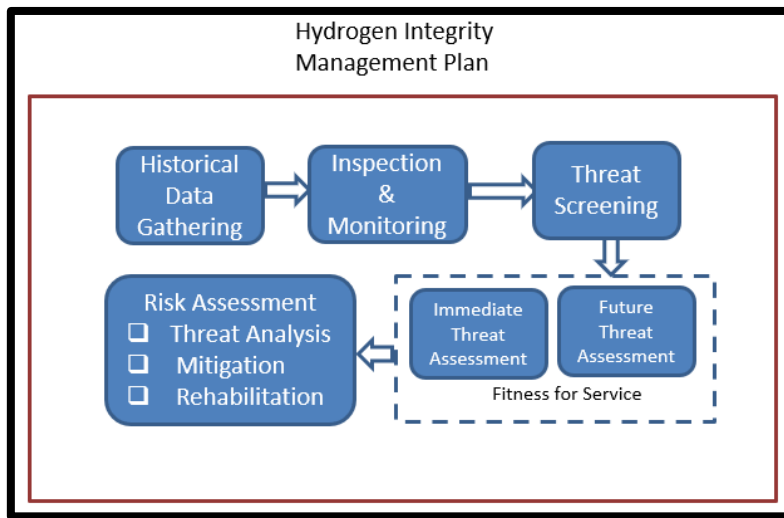 Hydrogen Integrity
Management Plan
Historical
Data
Gathering
Inspection
&
Monitoring
Threat
Screening
Immediate
Threat
Assessment
Future
Threat
Assessment
Fitness for Service
Risk Assessment
Threat Analysis
Mitigation
Rehabilitation